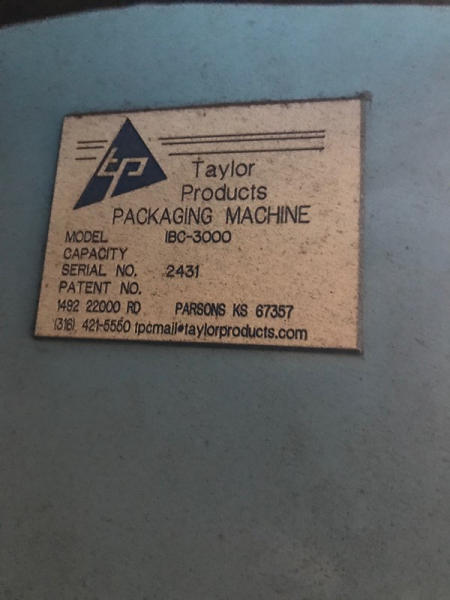 tp
Taylor
Products
PACKAGING MACHINE
MODEL IBC-3000
CAPACITY
SERIAL NO. 2431
PATENT NO.
1492 22000 RD PARSONS KS 67357
(316) 421-5550 tpcmail•taylorproducts.com